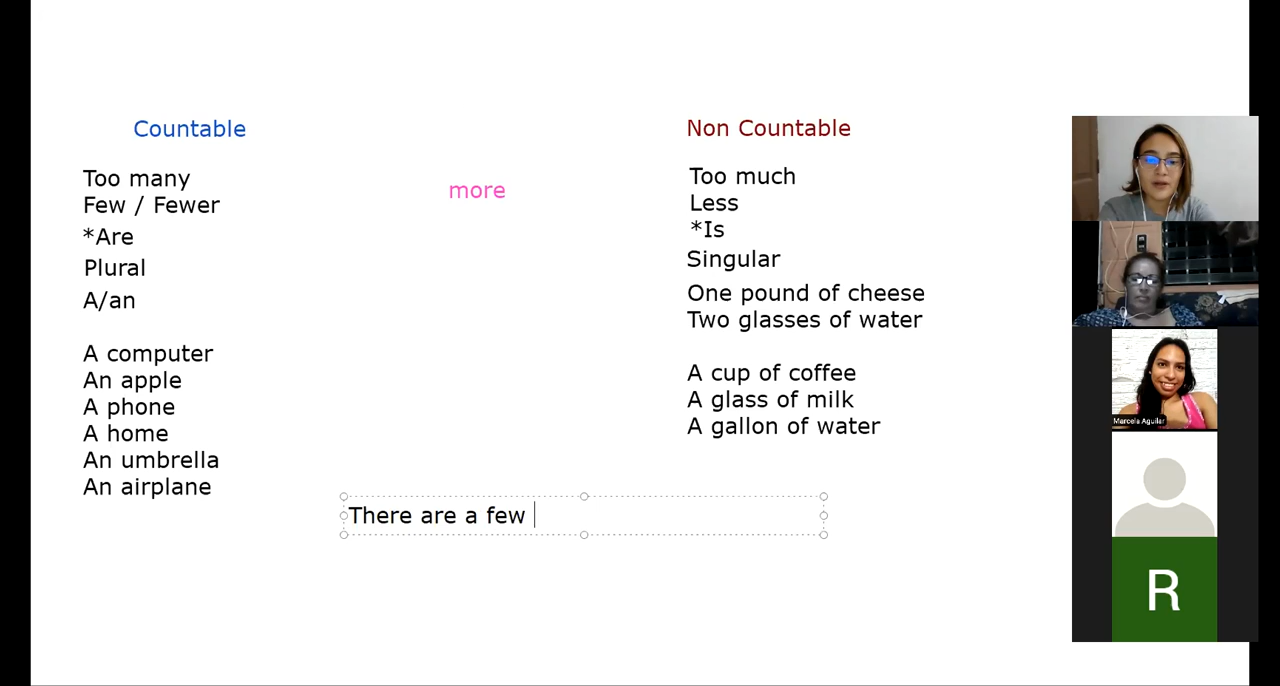 Countable
Too many
Few / Fewer
*Are
Plural
A/an
A computer
An apple
A phone
A home
An umbrella
An airplane
more
Non Countable
Too much
Less
*Is
Singular
One pound of cheese
Two glasses of water
A cup of coffee
A glass of milk
A gallon of water
There are a few
Marcela Aguilar
R